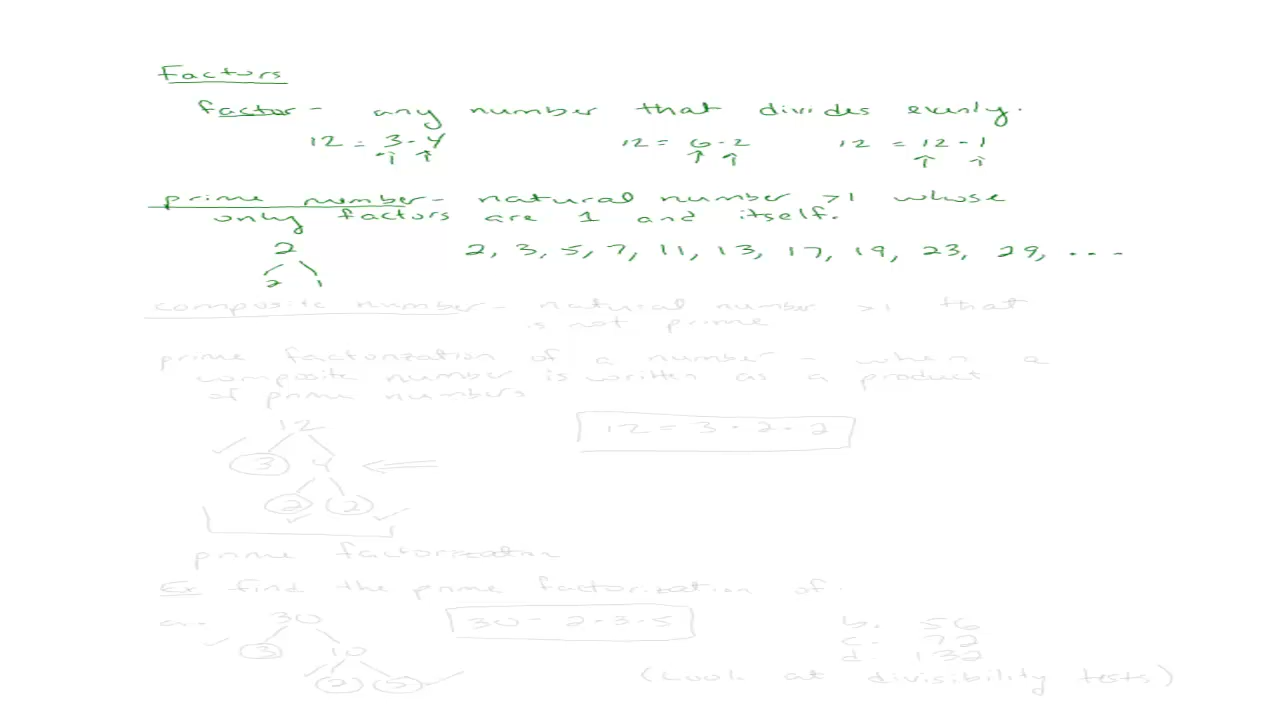 Factors
factor - any number that divides evenly.
12 = 3 · 4 12 = 6 · 2 12 = 12 · 1
prime number - natural number >1 whose
only factors are 1 and itself.
2 2, 3, 5, 7, 11, 13, 17, 19, 23, 29, ...
2 1
composite number - natural number >1 that
is not prime
prime factorization of a number - when a
composite number is written as a product
of prime numbers
12 12 = 3 · 2 · 2
3 4
2 2
prime factorization
Ex find the prime factorization of:
a. 30 30 = 2 · 3 · 5 b. 56
c. 72
3 10 d. 132
2 5 (Look at divisibility tests)